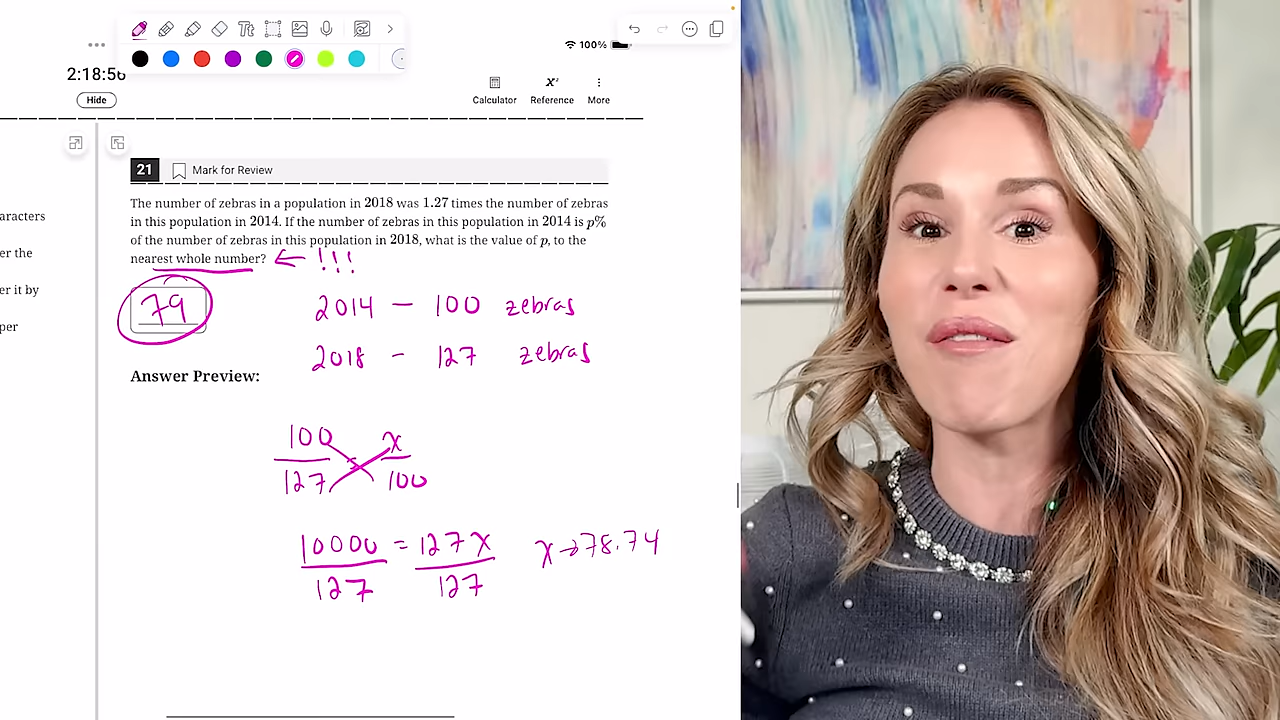 100%
2:18:56
Hide
Calculator
Reference
More
21
Mark for Review
The number of zebras in a population in 2018 was 1.27 times the number of zebras
in this population in 2014. If the number of zebras in this population in 2014 is p%
of the number of zebras in this population in 2018, what is the value of p, to the
nearest whole number? ← !!!
79
2014 – 100 zebras
2018 – 127 zebras
Answer Preview:
100/127 = x/100
10000/127 = 127x/127 x → 78.74
aracters
er the
er it by
per
Tt
X²